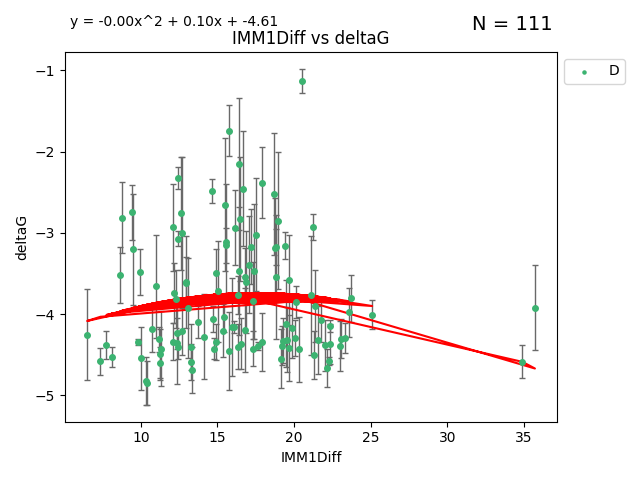 y = -0.00x^2 + 0.10x + -4.61
N = 111
IMM1Diff vs deltaG
D
deltaG
−1
−2
−3
−4
−5
10 15 20 25 30 35
IMM1Diff